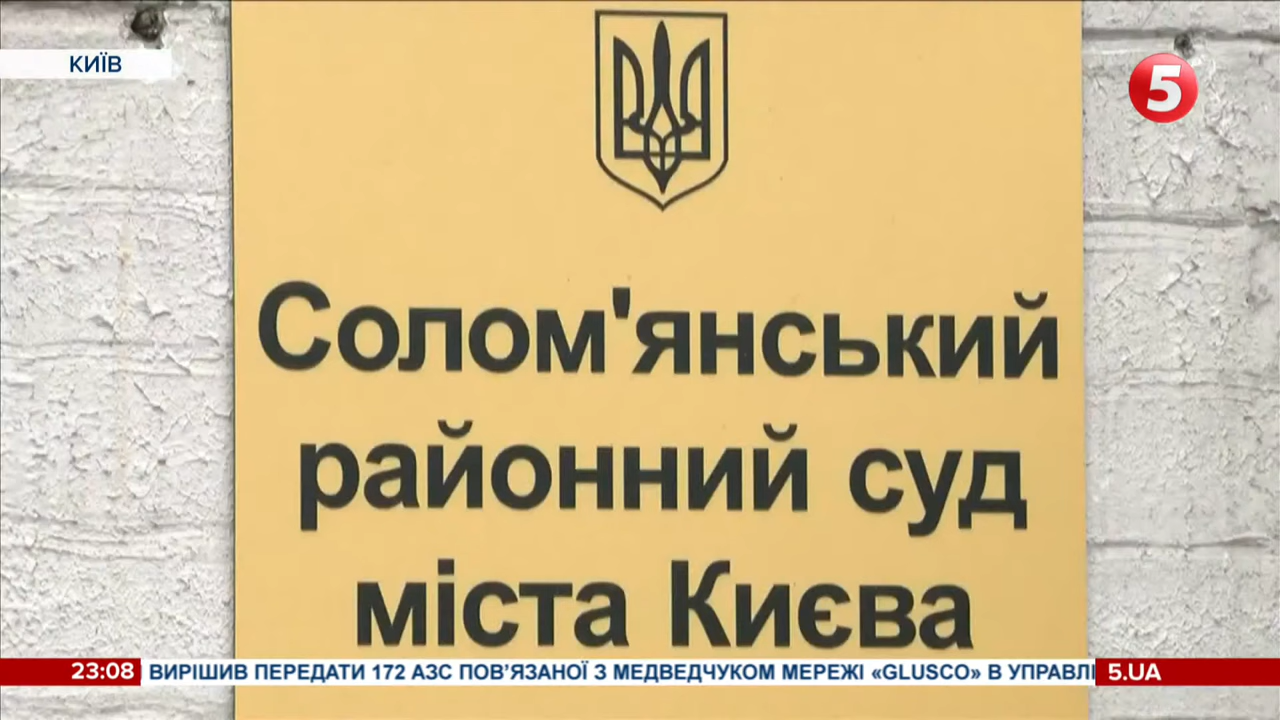 КИЇВ
5
Солом'янський
районний суд
міста Києва
23:08 ВИРІШИВ ПЕРЕДАТИ 172 АЗС ПОВ’ЯЗАНОЇ З МЕДВЕДЧУКОМ МЕРЕЖІ «GLUSCO» В УПРАВЛІ 5.UA